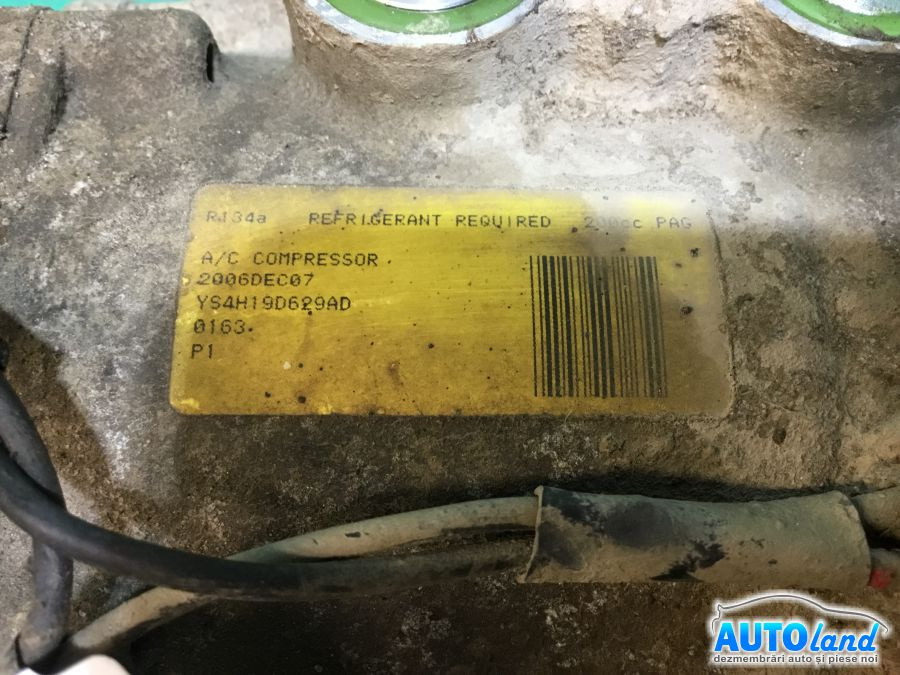 R134a REFRIGERANT REQUIRED 200cc PAG
A/C COMPRESSOR
2006DEC07
YS4H19D629AD
0163
P1
AUTOland
dezmembrări auto și piese noi